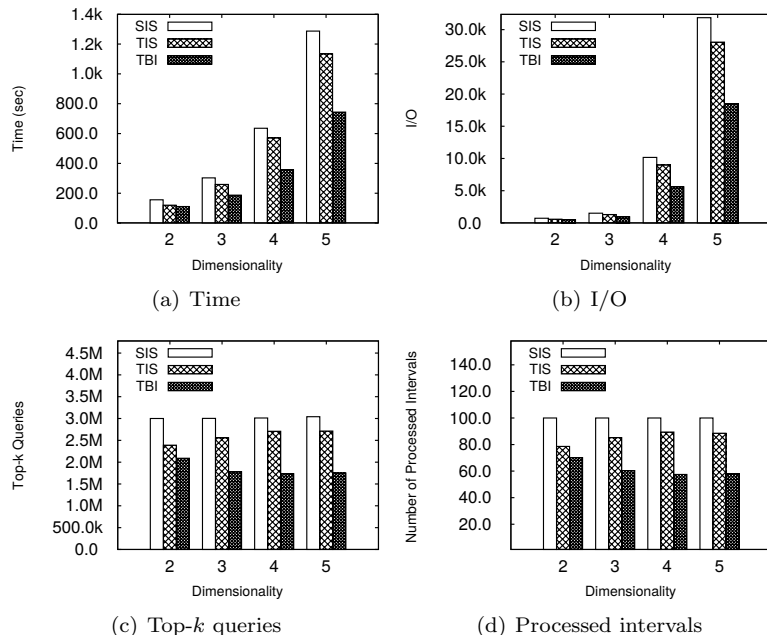 1.4k
1.2k
1.0k
800.0
600.0
400.0
200.0
0.0
Time (sec)
SIS
TIS
TBI
2 3 4 5
Dimensionality
(a) Time
30.0k
25.0k
20.0k
15.0k
10.0k
5.0k
0.0
I/O
SIS
TIS
TBI
2 3 4 5
Dimensionality
(b) I/O
4.5M
4.0M
3.5M
3.0M
2.5M
2.0M
1.5M
1.0M
500.0k
0.0
Top-k Queries
SIS
TIS
TBI
2 3 4 5
Dimensionality
(c) Top-k queries
140.0
120.0
100.0
80.0
60.0
40.0
20.0
Number of Processed Intervals
SIS
TIS
TBI
2 3 4 5
Dimensionality
(d) Processed intervals